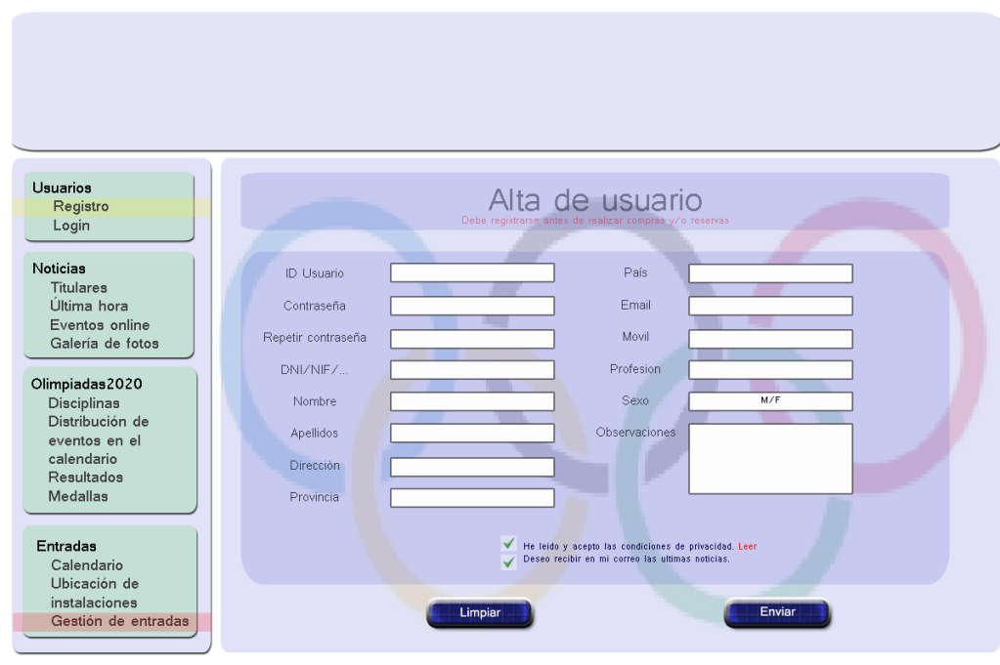 Usuarios
Registro
Login
Noticias
Titulares
Última hora
Eventos online
Galería de fotos
Olimpiadas2020
Disciplinas
Distribución de
eventos en el
calendario
Resultados
Medallas
Entradas
Calendario
Ubicación de
instalaciones
Gestión de entradas
Alta de usuario
Debe registrarse antes de realizar compras y/o reservas
ID Usuario
Contraseña
Repetir contraseña
DNI/NIF/...
Nombre
Apellidos
Dirección
Provincia
País
Email
Movil
Profesion
Sexo M/F
Observaciones
He leido y acepto las condiciones de privacidad. Leer
Deseo recibir en mi correo las ultimas noticias.
Limpiar
Enviar